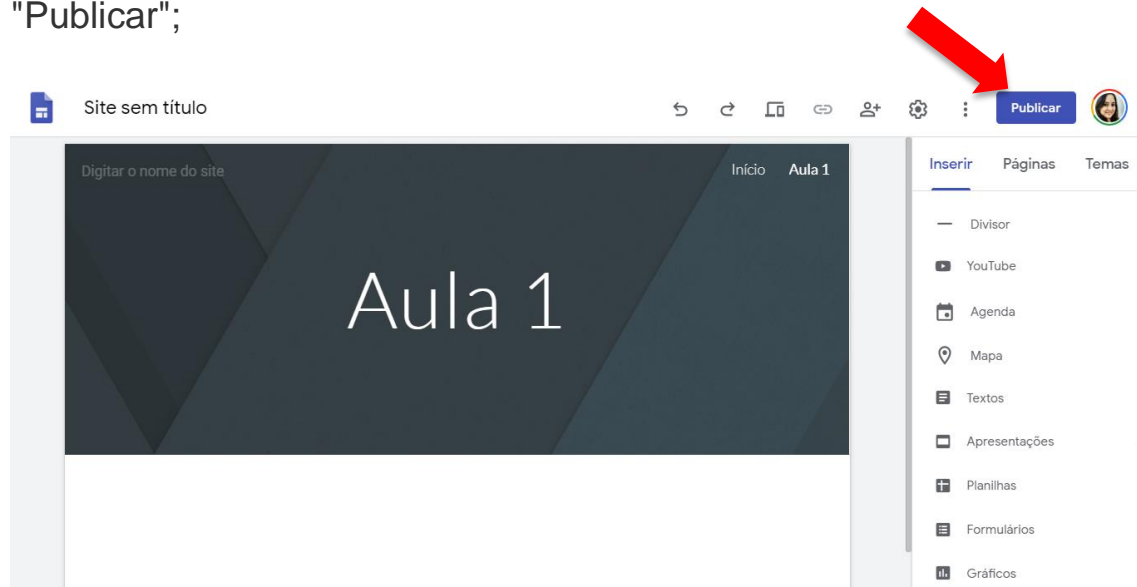 "Publicar";
Site sem título
Publicar
Digitar o nome do site
Início Aula 1
Aula 1
Inserir Páginas Temas
Divisor
YouTube
Agenda
Mapa
Textos
Apresentações
Planilhas
Formulários
Gráficos